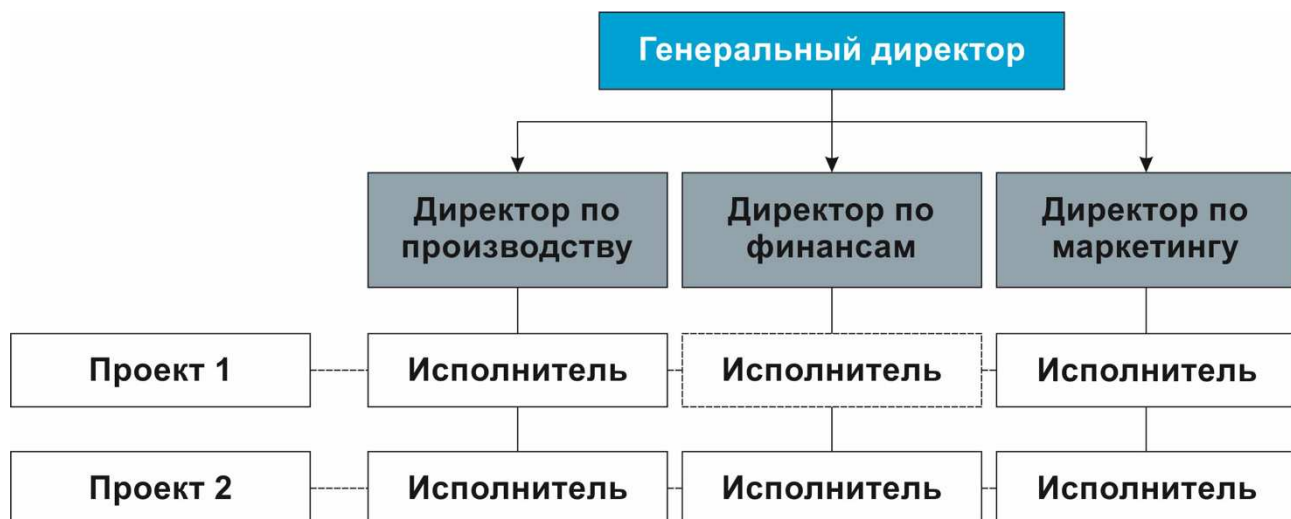 Генеральный директор
Директор по
производству
Директор по
финансам
Директор по
маркетингу
Проект 1
Исполнитель
Исполнитель
Исполнитель
Проект 2
Исполнитель
Исполнитель
Исполнитель